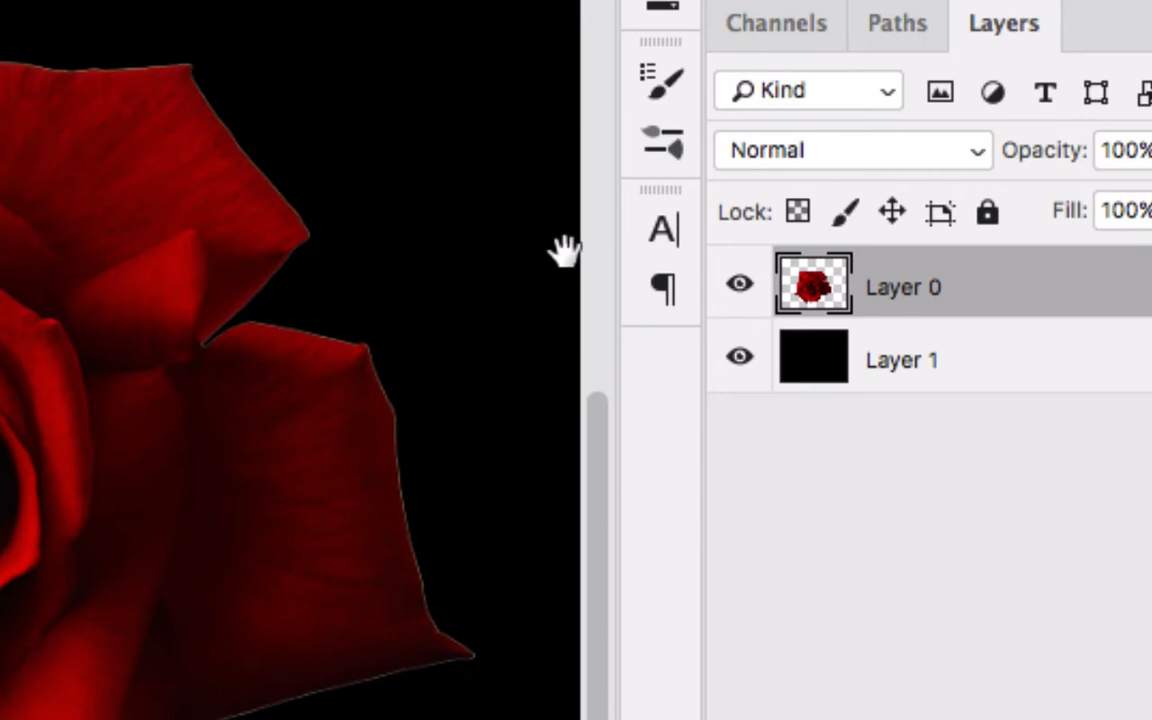 Channels Paths Layers
Kind
Normal Opacity: 100%
Lock: Fill: 100%
Layer 0
Layer 1